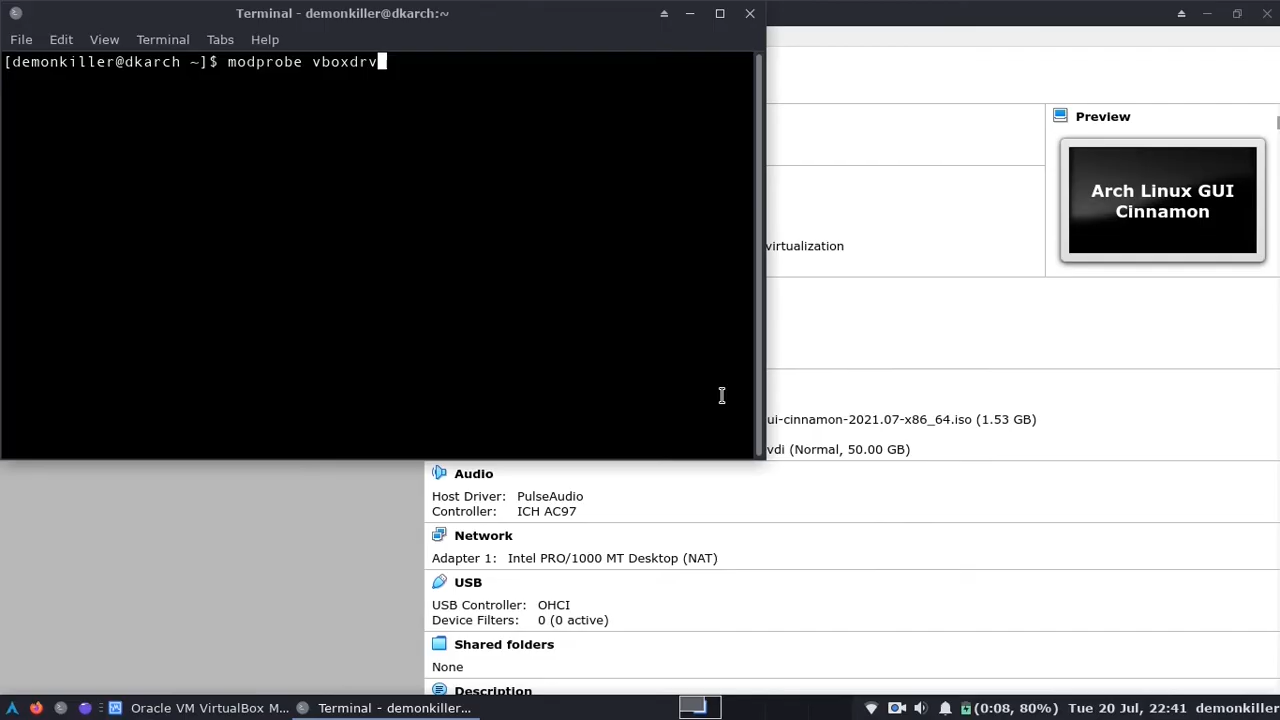 Terminal - demonkiller@dkarch:~
File Edit View Terminal Tabs Help
[demonkiller@dkarch ~]$ modprobe vboxdrv
Preview
Arch Linux GUI
Cinnamon
virtualization
ui-cinnamon-2021.07-x86_64.iso (1.53 GB)
vdi (Normal, 50.00 GB)
Audio
Host Driver: PulseAudio
Controller: ICH AC97
Network
Adapter 1: Intel PRO/1000 MT Desktop (NAT)
USB
USB Controller: OHCI
Device Filters: 0 (0 active)
Shared folders
None
Description
Oracle VM VirtualBox M... Terminal - demonkiller... (0:08, 80%) Tue 20 Jul, 22:41 demonkiller